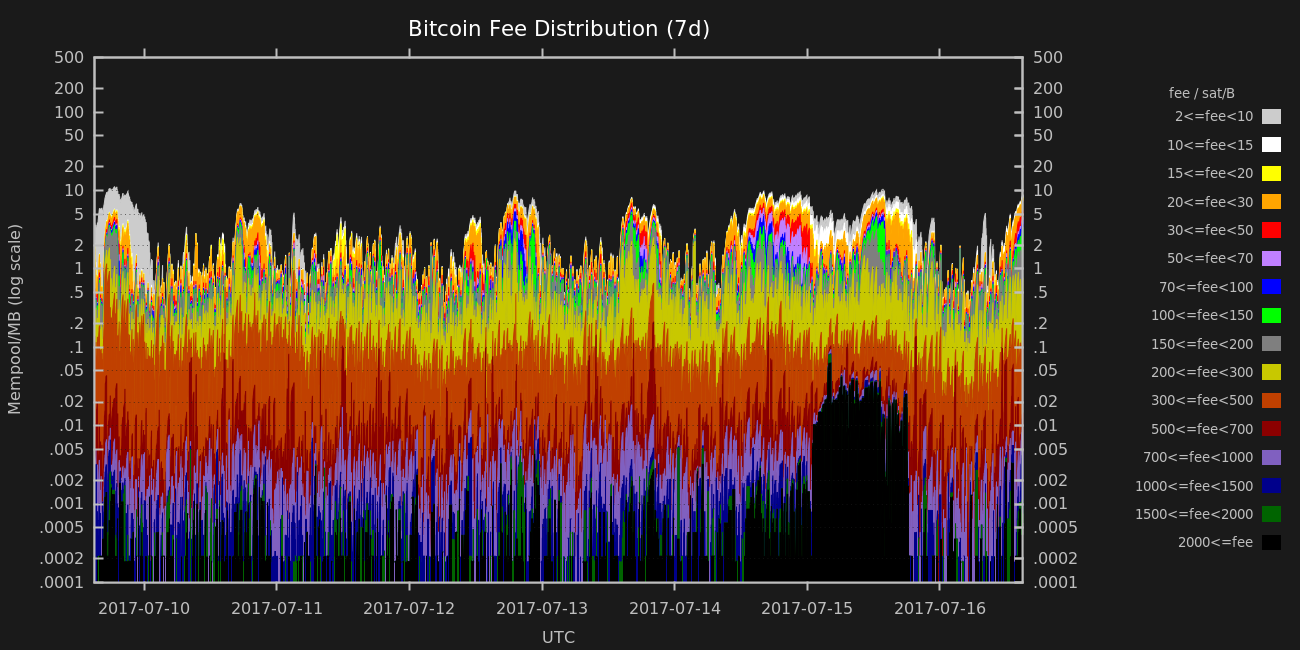 Bitcoin Fee Distribution (7d)
Mempool/MB (log scale)
500
200
100
50
20
10
5
2
1
.5
.2
.1
.05
.02
.01
.005
.002
.001
.0005
.0002
.0001
500
200
100
50
20
10
5
2
1
.5
.2
.1
.05
.02
.01
.005
.002
.001
.0005
.0002
.0001
2017-07-10 2017-07-11 2017-07-12 2017-07-13 2017-07-14 2017-07-15 2017-07-16
UTC
fee / sat/B
2<=fee<10
10<=fee<15
15<=fee<20
20<=fee<30
30<=fee<50
50<=fee<70
70<=fee<100
100<=fee<150
150<=fee<200
200<=fee<300
300<=fee<500
500<=fee<700
700<=fee<1000
1000<=fee<1500
1500<=fee<2000
2000<=fee